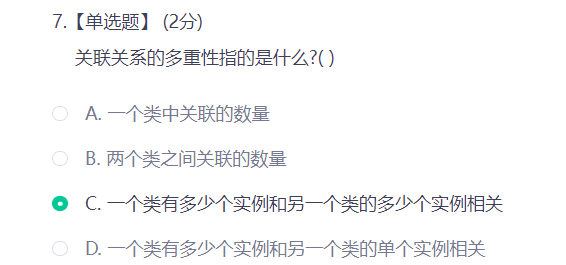 7.【单选题】 (2分)
关联关系的多重性指的是什么?( )
A. 一个类中关联的数量
B. 两个类之间关联的数量
C. 一个类有多少个实例和另一个类的多少个实例相关
D. 一个类有多少个实例和另一个类的单个实例相关